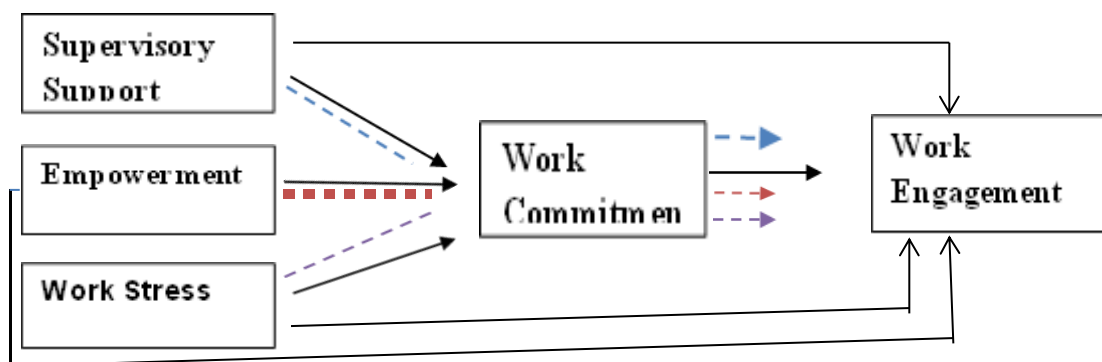 Supervisory
Support
Empowerment
Work Stress
Work
Commitmen
Work
Engagement